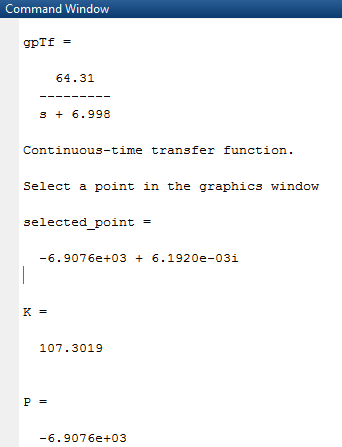 Command Window
gpTf =
64.31
---------
s + 6.998
Continuous-time transfer function.
Select a point in the graphics window
selected_point =
-6.9076e+03 + 6.1920e-03i
K =
107.3019
P =
-6.9076e+03